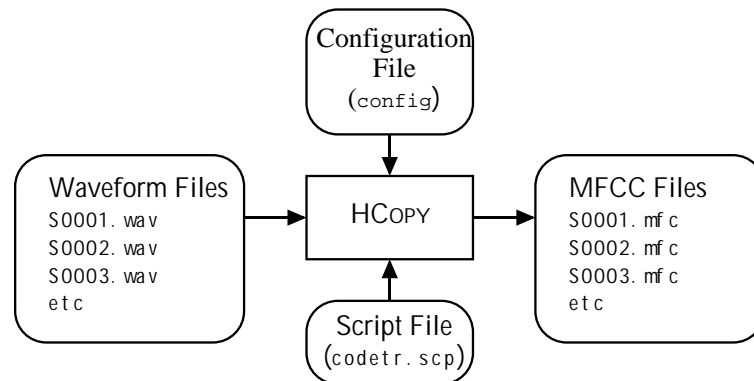 Configuration
File
(config)
Waveform Files
S0001.wav
S0002.wav
S0003.wav
etc
HCOPY
MFCC Files
S0001.mfc
S0002.mfc
S0003.mfc
etc
Script File
(codetr.scp)